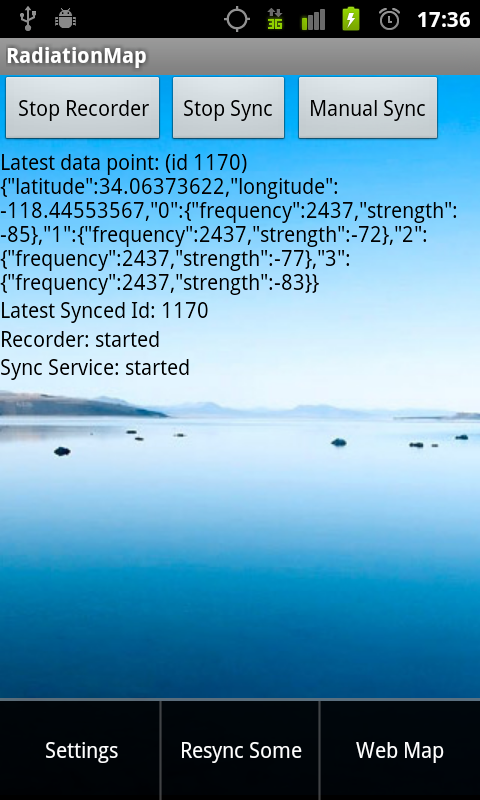 3G
17:36
RadiationMap
Stop Recorder
Stop Sync
Manual Sync
Latest data point: (id 1170)
{"latitude":34.06373622,"longitude":
-118.44553567,"0":{"frequency":2437,"strength":
-85},"1":{"frequency":2437,"strength":-72},"2":
{"frequency":2437,"strength":-77},"3":
{"frequency":2437,"strength":-83}}
Latest Synced Id: 1170
Recorder: started
Sync Service: started
Settings
Resync Some
Web Map